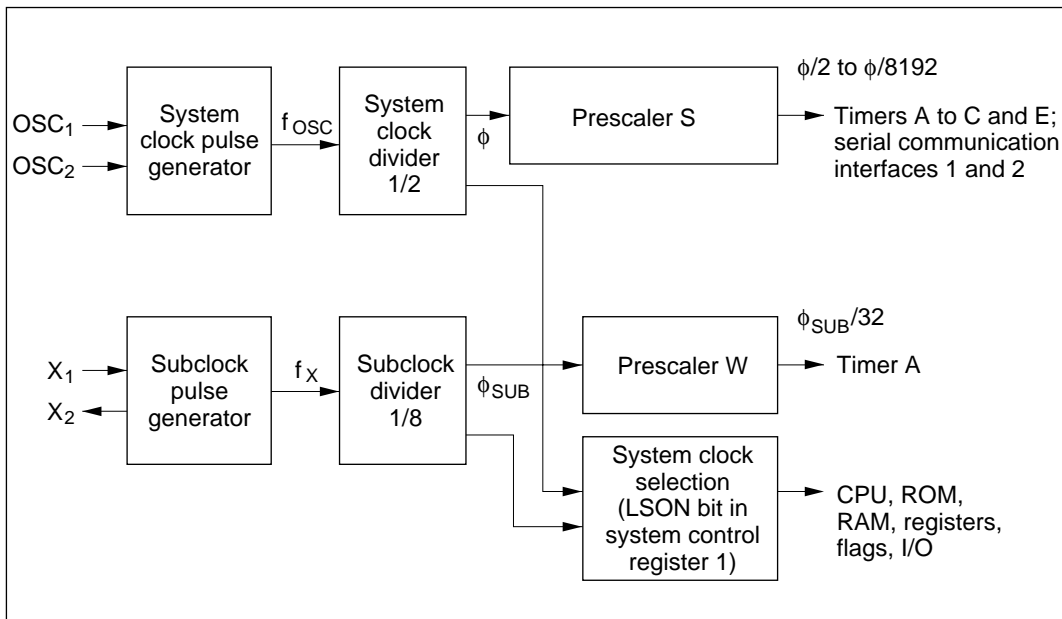 OSC1
OSC2
System
clock pulse
generator
fOSC
System
clock
divider
1/2
ϕ
Prescaler S
ϕ/2 to ϕ/8192
Timers A to C and E;
serial communication
interfaces 1 and 2
X1
X2
Subclock
pulse
generator
fX
Subclock
divider
1/8
ϕSUB
Prescaler W
ϕSUB/32
Timer A
System clock
selection
(LSON bit in
system control
register 1)
CPU, ROM,
RAM, registers,
flags, I/O